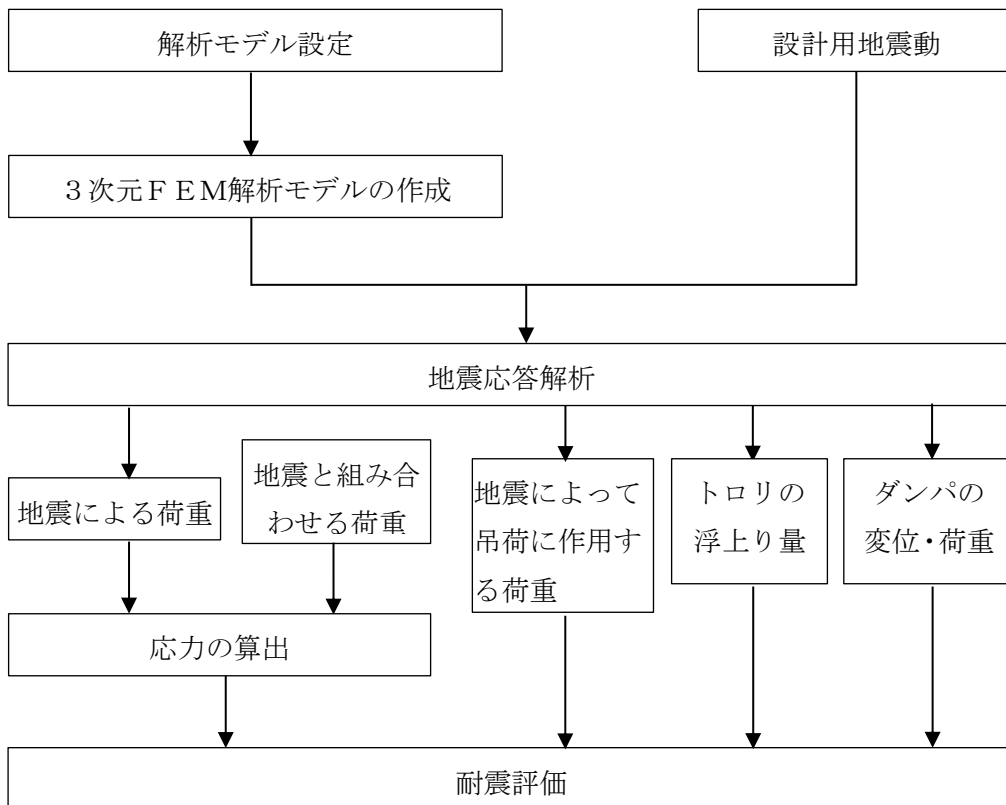 解析モデル設定
設計用地震動
3次元FEM解析モデルの作成
地震応答解析
地震による荷重
地震と組み合
わせる荷重
地震によって
吊荷に作用す
る荷重
トロリの
浮上り量
ダンパの
変位・荷重
応力の算出
耐震評価